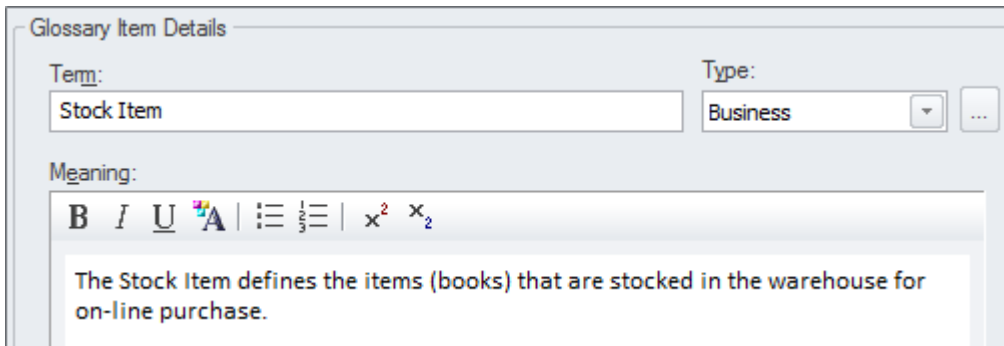 Glossary Item Details
Term: Type:
Stock Item Business ...
Meaning:
B I U A x² x₂
The Stock Item defines the items (books) that are stocked in the warehouse for
on-line purchase.